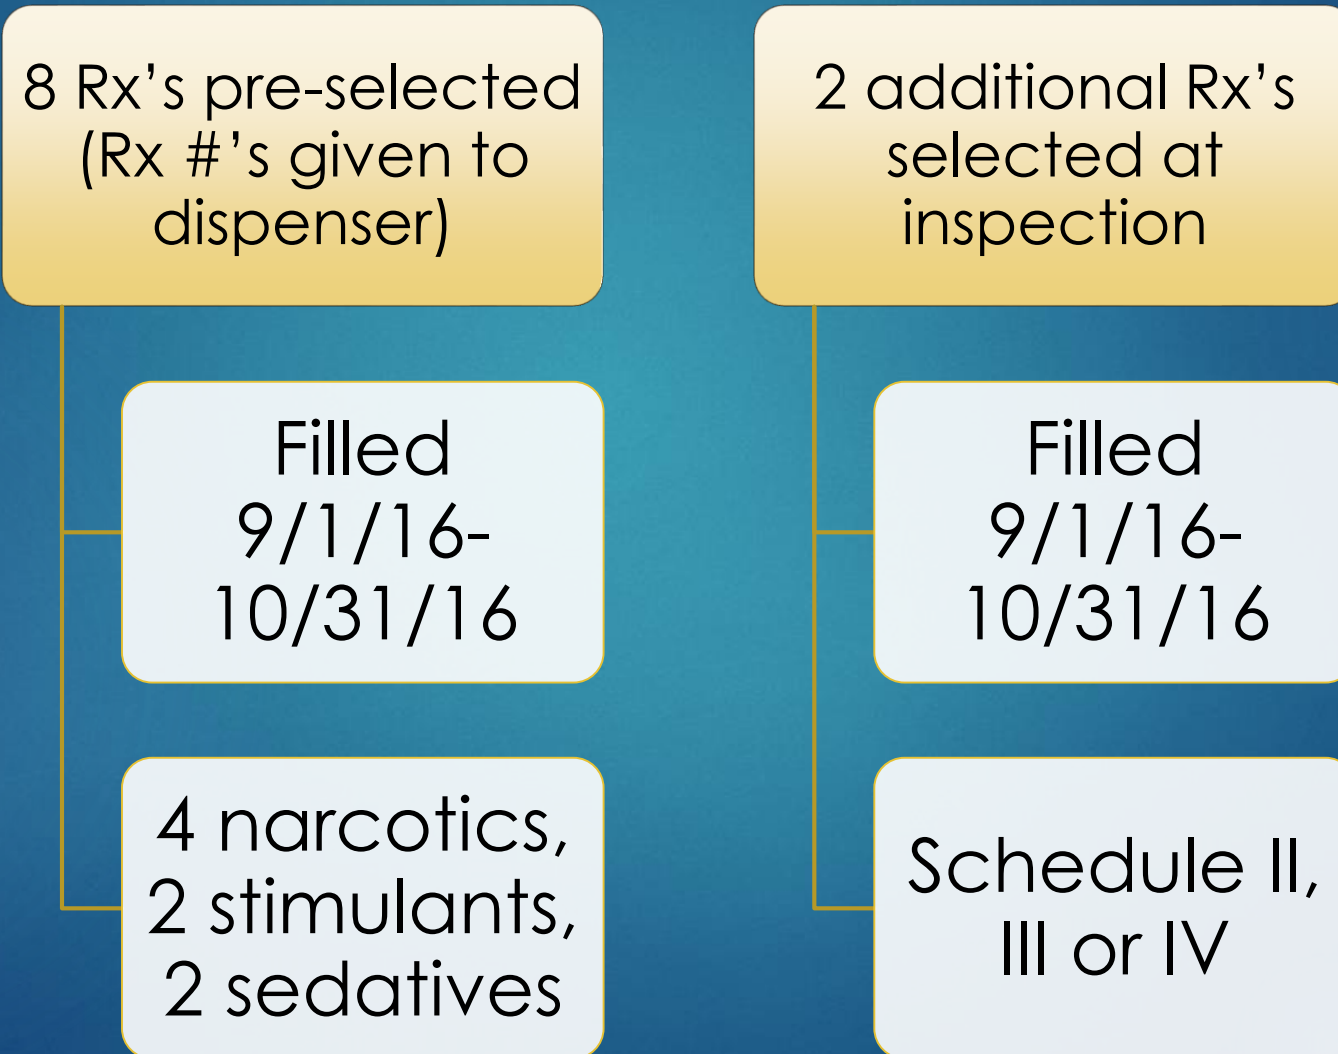 8 Rx’s pre-selected
(Rx #’s given to
dispenser)
Filled
9/1/16-
10/31/16
4 narcotics,
2 stimulants,
2 sedatives
2 additional Rx’s
selected at
inspection
Filled
9/1/16-
10/31/16
Schedule II,
III or IV